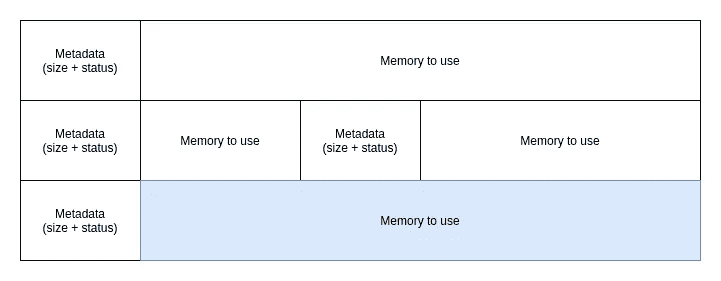 Metadata
(size + status)
Memory to use
Metadata
(size + status)
Memory to use
Metadata
(size + status)
Memory to use
Metadata
(size + status)
Memory to use